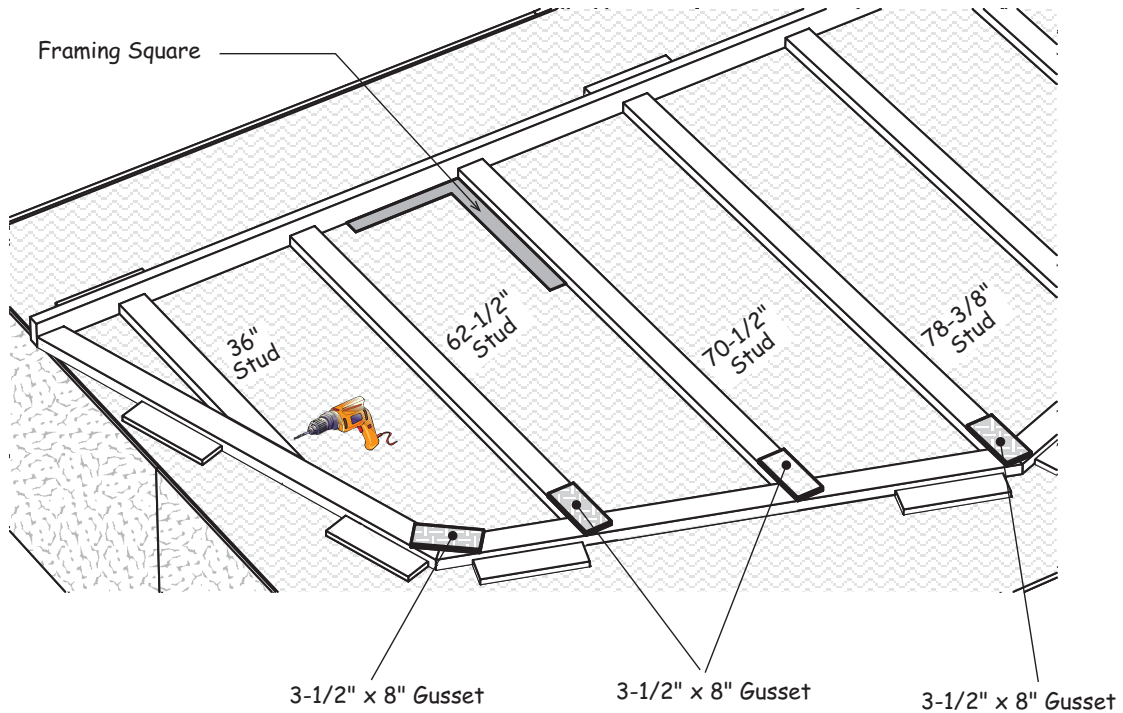 Framing Square
36"
Stud
62-1/2"
Stud
70-1/2"
Stud
78-3/8"
Stud
3-1/2" x 8" Gusset
3-1/2" x 8" Gusset
3-1/2" x 8" Gusset